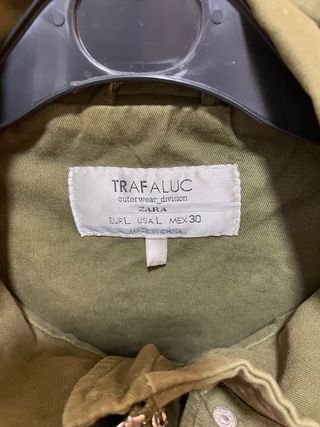 TRAFALUC
outerwear_division
ZARA
EUR L USA L MEX 30
MADE IN CHINA